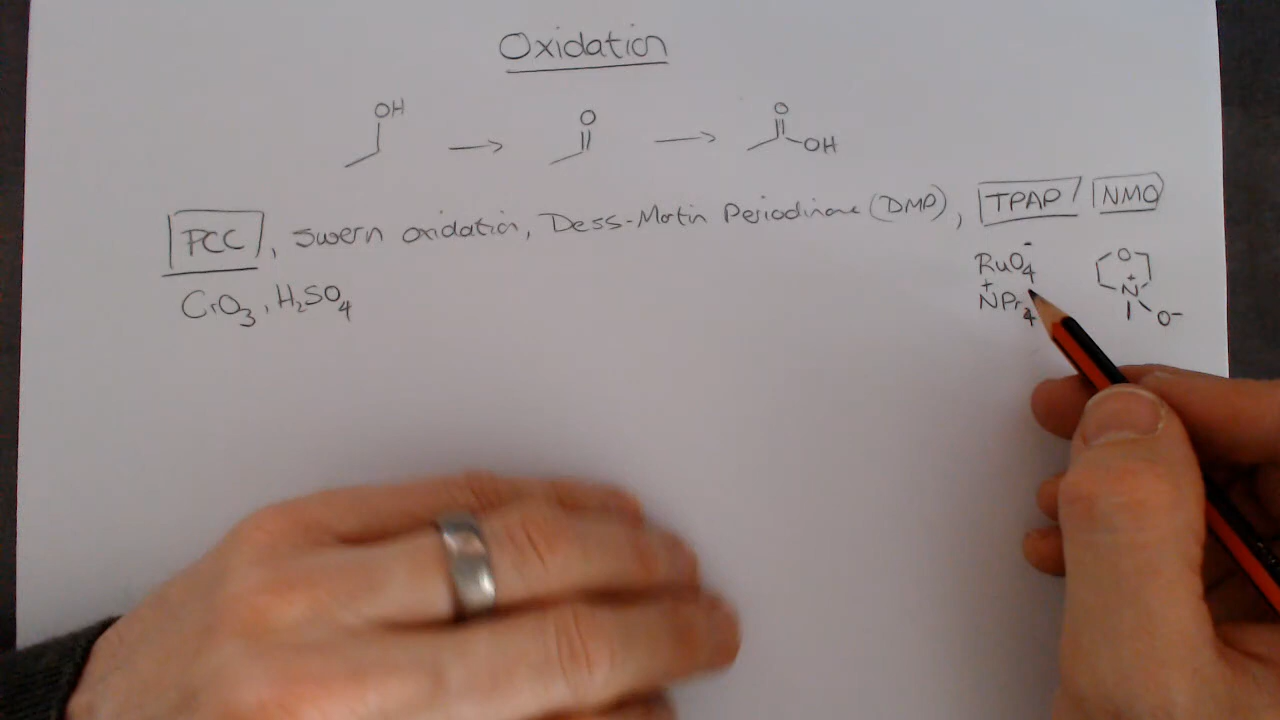 Oxidation
OH O O OH
PCC, Swern oxidation, Dess-Martin Periodinane (DMP), TPAP / NMO
CrO3, H2SO4
RuO4-
+NPr4
O
N+
O-